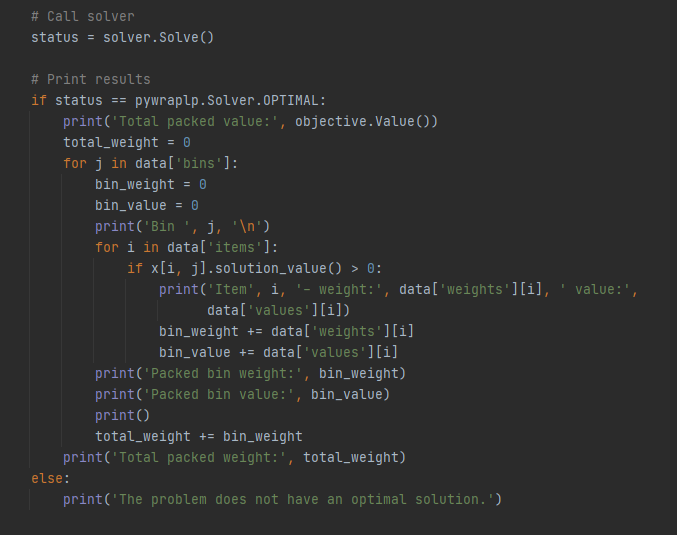 # Call solver
status = solver.Solve()
# Print results
if status == pywraplp.Solver.OPTIMAL:
print('Total packed value:', objective.Value())
total_weight = 0
for j in data['bins']:
bin_weight = 0
bin_value = 0
print('Bin ', j, '\n')
for i in data['items']:
if x[i, j].solution_value() > 0:
print('Item', i, '- weight:', data['weights'][i], ' value:',
data['values'][i])
bin_weight += data['weights'][i]
bin_value += data['values'][i]
print('Packed bin weight:', bin_weight)
print('Packed bin value:', bin_value)
print()
total_weight += bin_weight
print('Total packed weight:', total_weight)
else:
print('The problem does not have an optimal solution.')